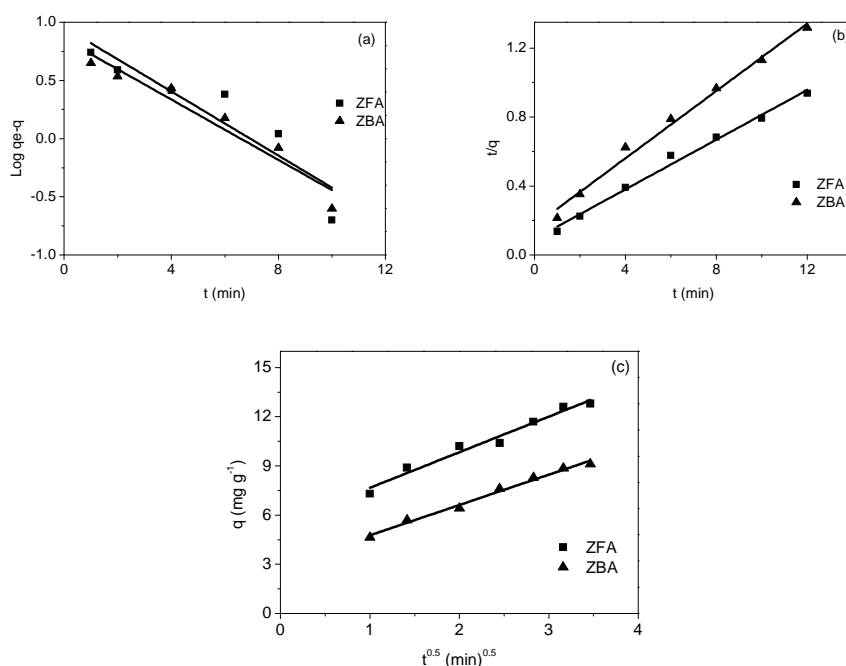 (a)
1.0
0.5
0.0
-0.5
-1.0
Log qe-q
ZFA
ZBA
0 4 8 12
t (min)
(b)
1.2
0.8
0.4
0.0
t/q
ZFA
ZBA
0 4 8 12
t (min)
(c)
15
12
9
6
3
0
q (mg g⁻¹)
ZFA
ZBA
0 1 2 3 4
t⁰·⁵ (min)⁰·⁵